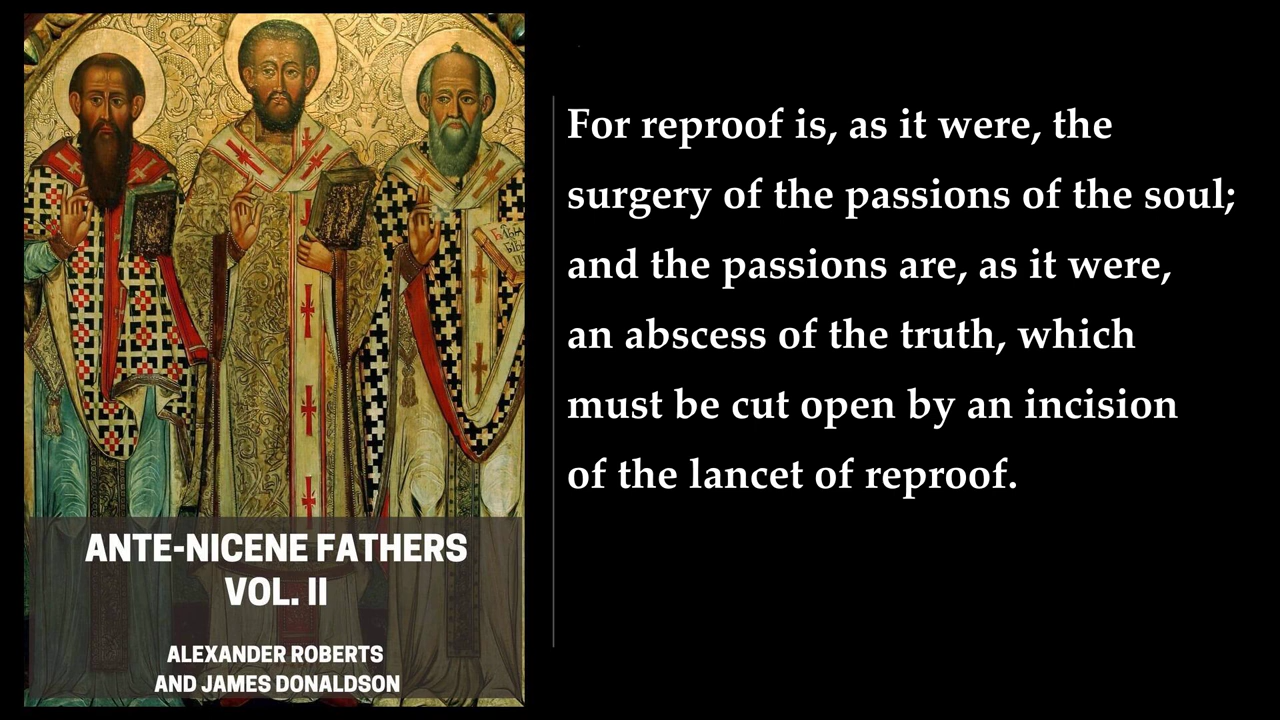 ANTE-NICENE FATHERS
VOL. II
ALEXANDER ROBERTS
AND JAMES DONALDSON
For reproof is, as it were, the
surgery of the passions of the soul;
and the passions are, as it were,
an abscess of the truth, which
must be cut open by an incision
of the lancet of reproof.